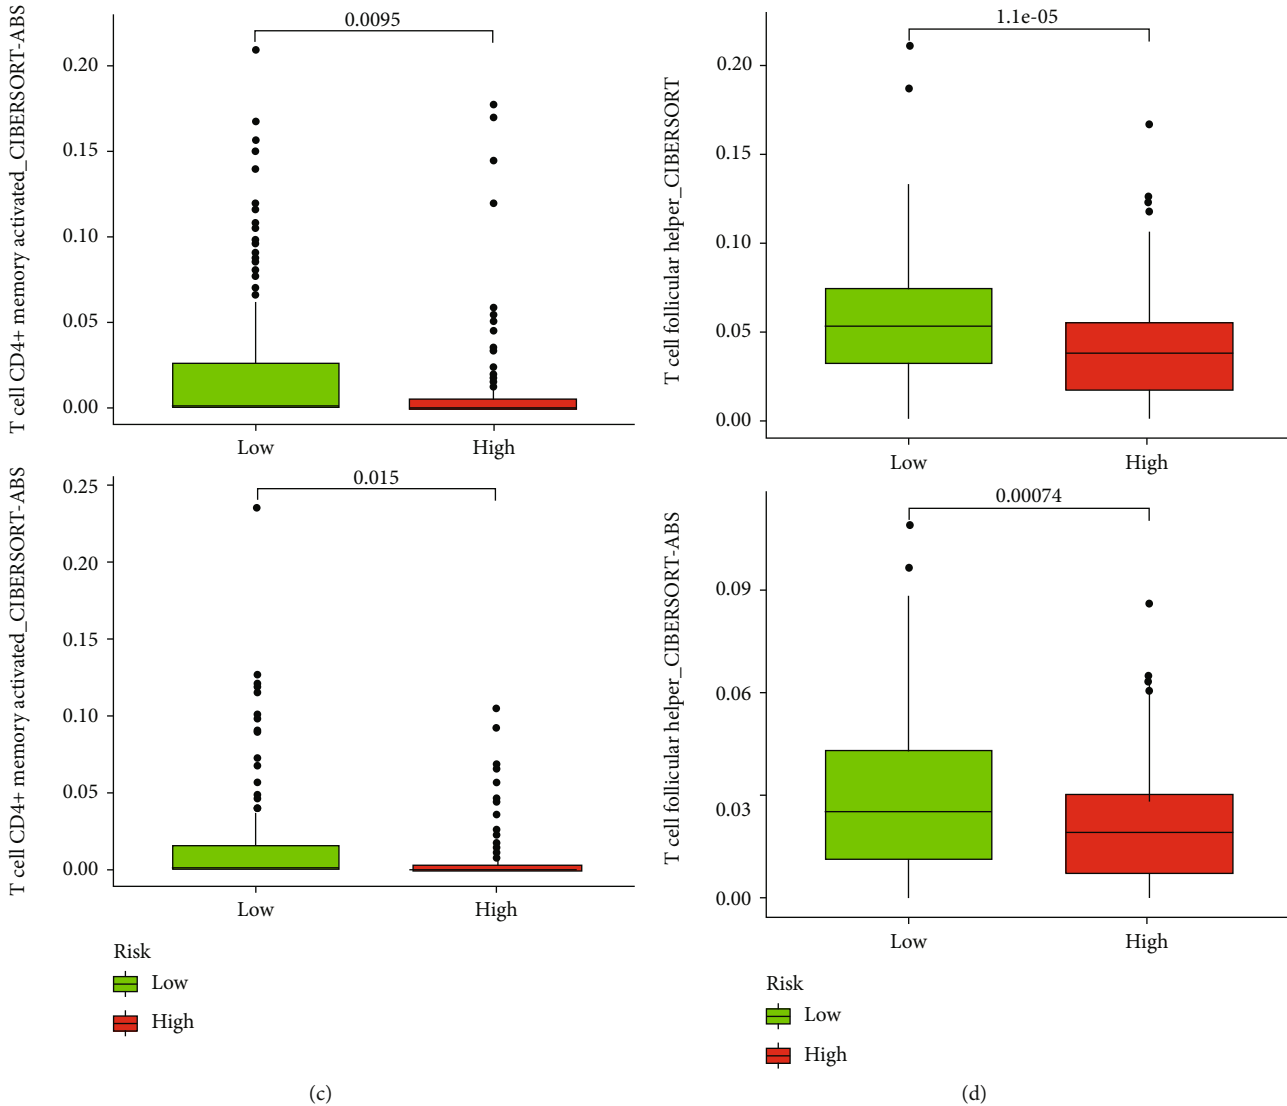 T cell CD4+ memory activated_CIBERSORT-ABS
0.0095
0.20
0.15
0.10
0.05
0.00
Low
High
T cell CD4+ memory activated_CIBERSORT-ABS
0.015
0.25
0.20
0.15
0.10
0.05
0.00
Low
High
Risk
Low
High
(c)
T cell follicular helper_CIBERSORT
1.1e-05
0.20
0.15
0.10
0.05
0.00
Low
High
T cell follicular helper_CIBERSORT-ABS
0.00074
0.09
0.06
0.03
0.00
Low
High
Risk
Low
High
(d)